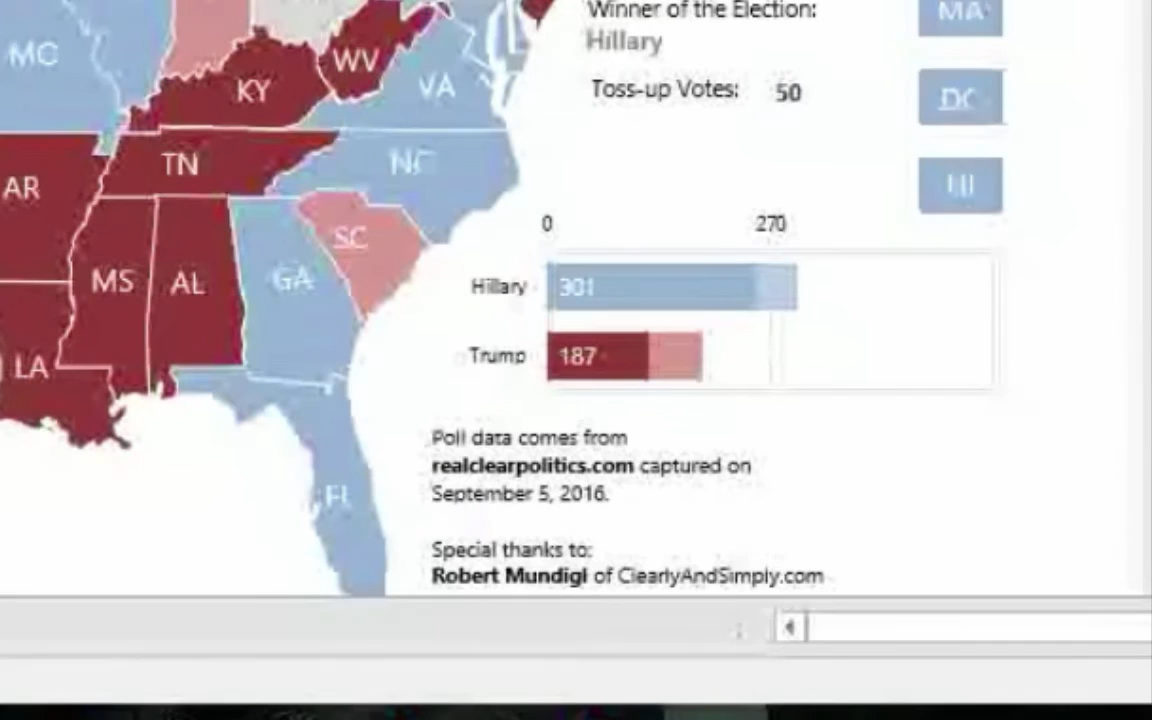 Winner of the Election:
Hillary
Toss-up Votes: 50
MA
DC
HI
MO
WV
KY
VA
TN
NC
AR
SC
MS
AL
GA
LA
FL
0 270
Hillary 301
Trump 187
Poll data comes from
realclearpolitics.com captured on
September 5, 2016.
Special thanks to:
Robert Mundigl of ClearlyAndSimply.com